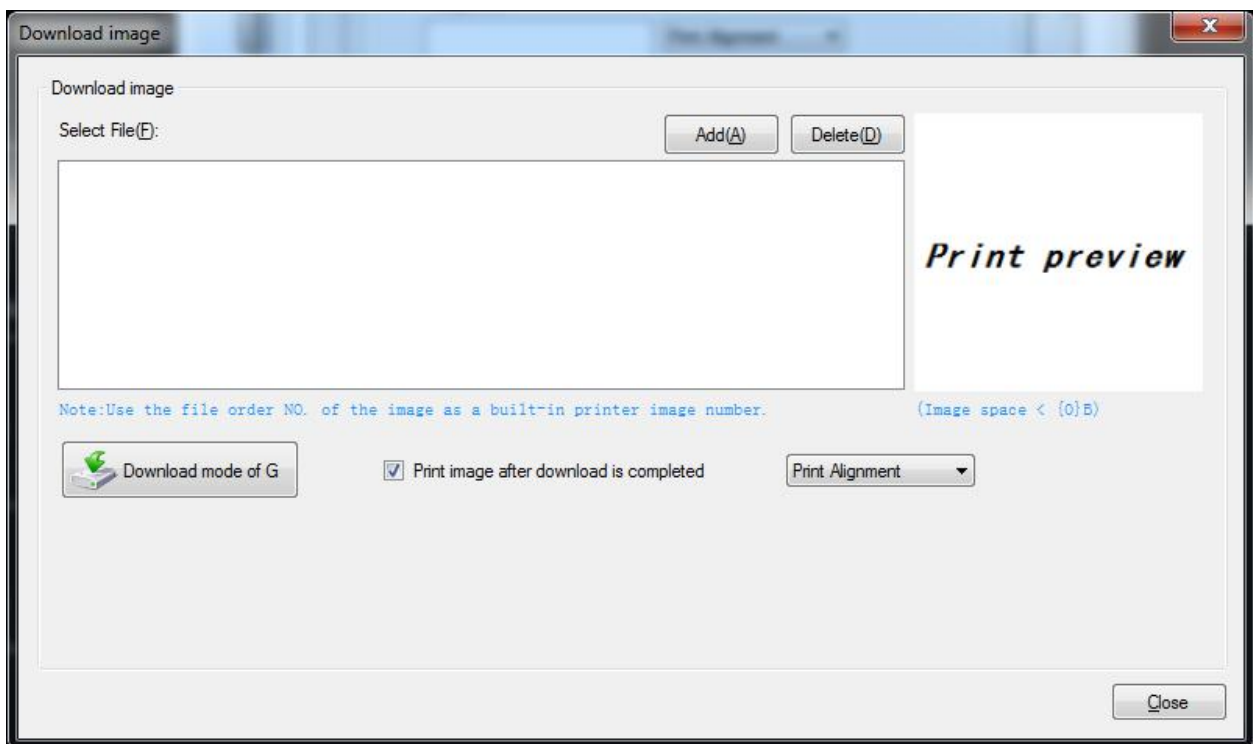 Download image
Download image
Select File(F):
Add(A)
Delete(D)
Print preview
Note:Use the file order NO. of the image as a built-in printer image number.
(Image space < {0}B)
Download mode of G
Print image after download is completed
Print Alignment
Close